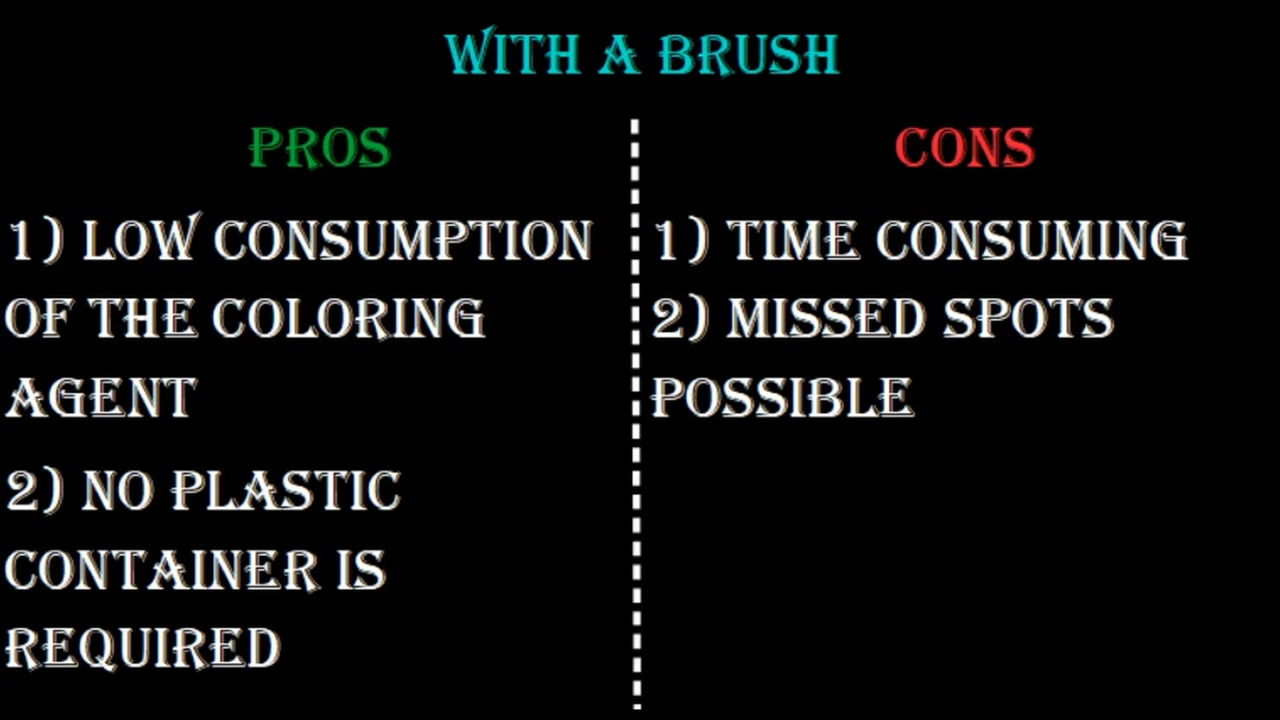 WITH A BRUSH
PROS
1) LOW CONSUMPTION
OF THE COLORING
AGENT
2) NO PLASTIC
CONTAINER IS
REQUIRED
CONS
1) TIME CONSUMING
2) MISSED SPOTS
POSSIBLE